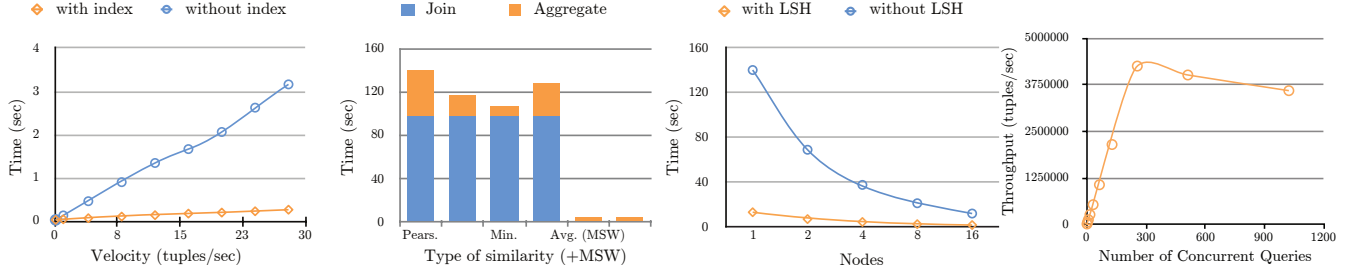 with index without index
4
3
2
1
0
Time (sec)
0 8 15 23 30
Velocity (tuples/sec)
Join Aggregate
160
120
80
40
0
Time (sec)
Pears. Min. Avg. (MSW)
Type of similarity (+MSW)
with LSH without LSH
160
120
80
40
0
Time (sec)
1 2 4 8 16
Nodes
5000000
3750000
2500000
1250000
0
Throughput (tuples/sec)
0 300 600 900 1200
Number of Concurrent Queries